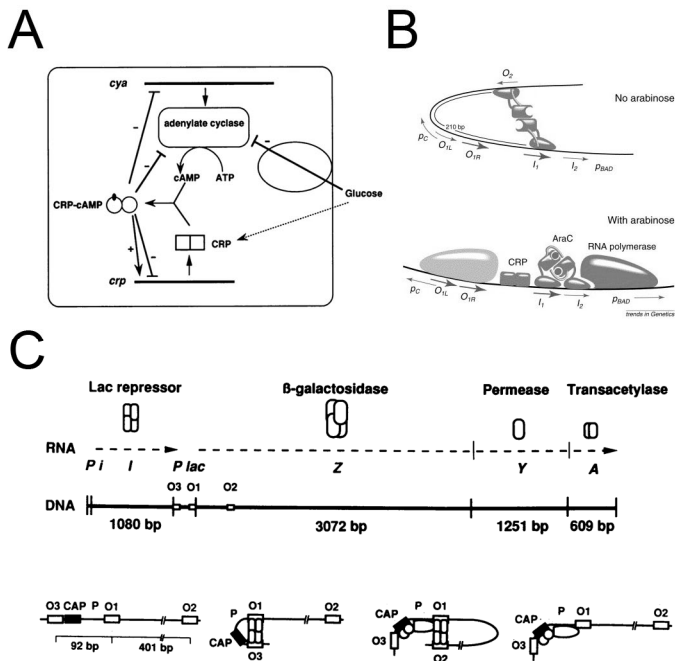 A
cya
adenylate cyclase
cAMP
ATP
CRP-cAMP
CRP
Glucose
crp
+
B
O2
No arabinose
210 bp
pC
O1L
O1R
I1
I2
pBAD
With arabinose
AraC
CRP
RNA polymerase
pC
O1L
O1R
I1
I2
pBAD
trends in Genetics
C
Lac repressor
ß-galactosidase
Permease
Transacetylase
RNA
P i
I
P lac
Z
Y
A
O3 O1 O2
DNA
1080 bp
3072 bp
1251 bp
609 bp
O3 CAP P O1 O2
92 bp
401 bp
P O1 O2
CAP
O3
P O1
CAP
O3
O2
P O1 O2
CAP
O3